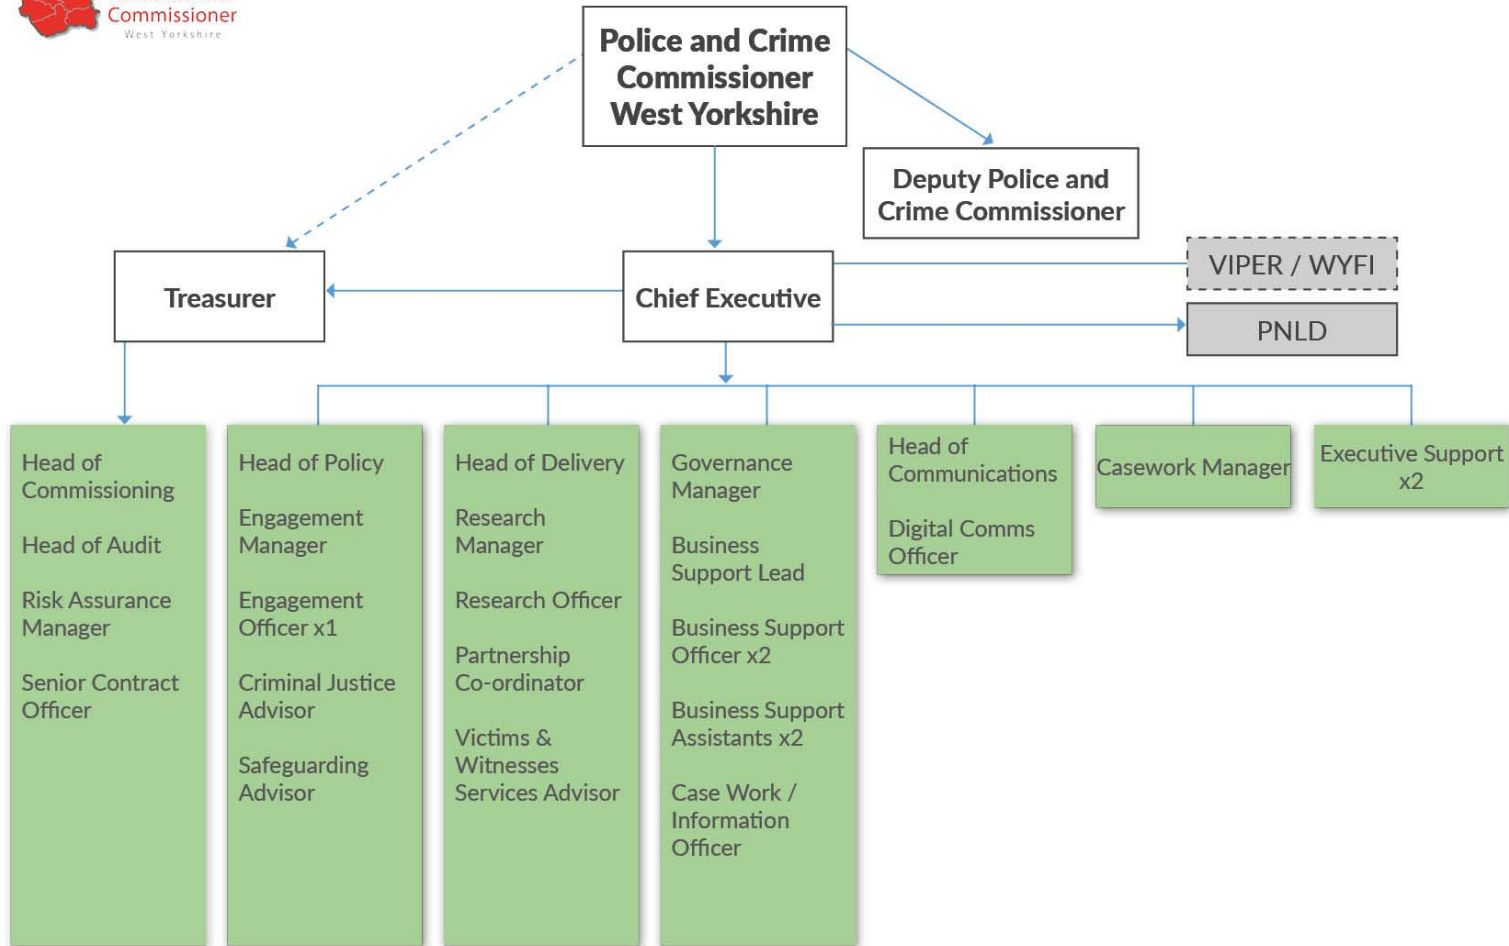 Commissioner
West Yorkshire
Police and Crime
Commissioner
West Yorkshire
Deputy Police and
Crime Commissioner
Treasurer
Chief Executive
VIPER / WYFI
PNLD
Head of
Commissioning
Head of Audit
Risk Assurance
Manager
Senior Contract
Officer
Head of Policy
Engagement
Manager
Engagement
Officer x1
Criminal Justice
Advisor
Safeguarding
Advisor
Head of Delivery
Research
Manager
Research Officer
Partnership
Co-ordinator
Victims &
Witnesses
Services Advisor
Governance
Manager
Business
Support Lead
Business Support
Officer x2
Business Support
Assistants x2
Case Work /
Information
Officer
Head of
Communications
Digital Comms
Officer
Casework Manager
Executive Support
x2